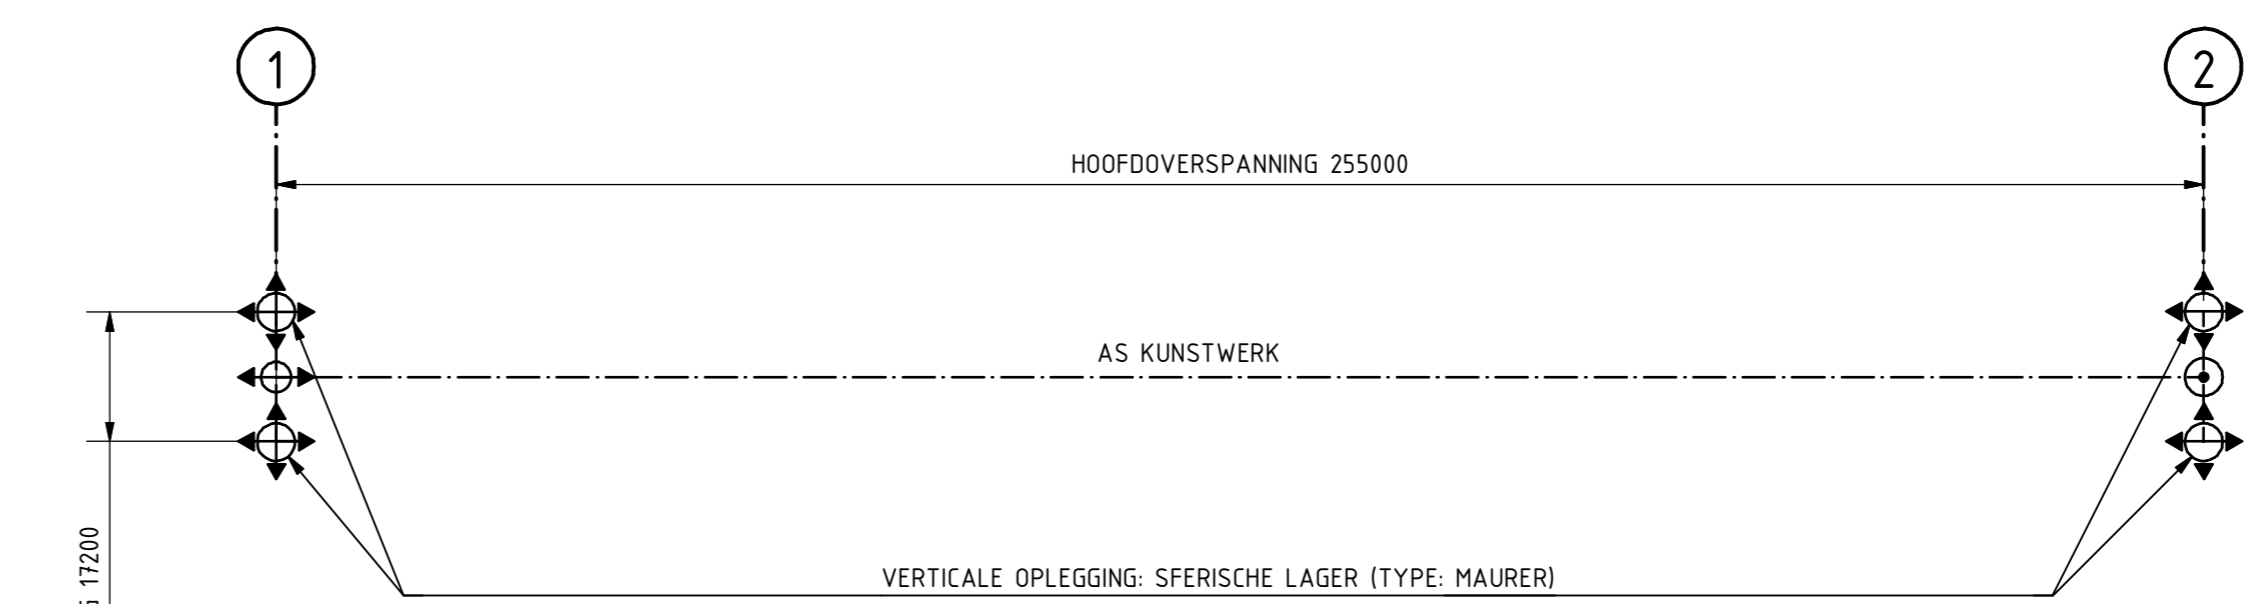 1
2
HOOFDOVERSPANNING 255000
AS KUNSTWERK
17200
VERTICALE OPLEGGING: SFERISCHE LAGER (TYPE: MAURER)